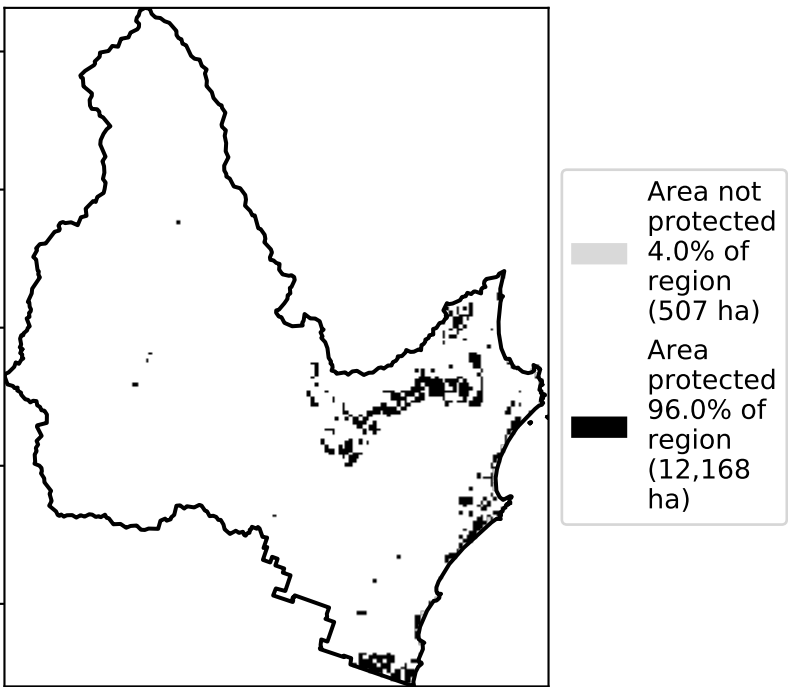 Area not
protected
4.0% of
region
(507 ha)
Area
protected
96.0% of
region
(12,168
ha)